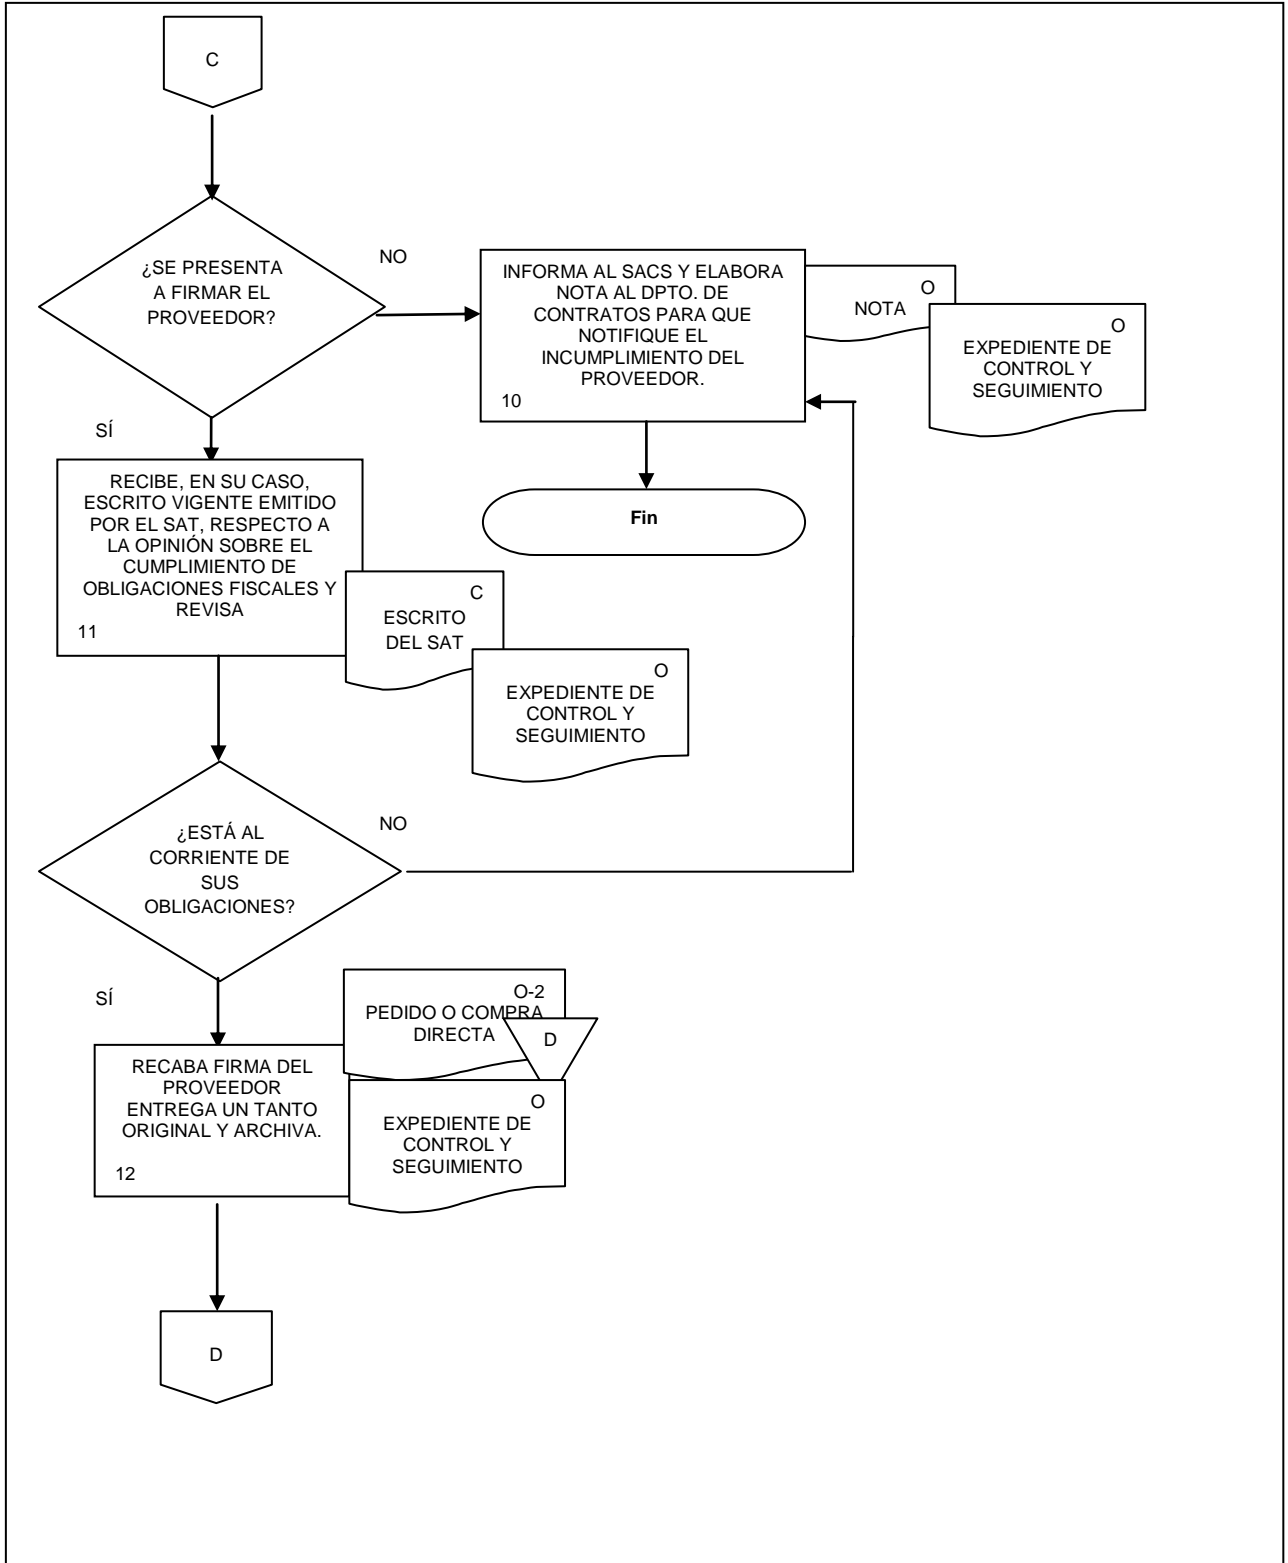 C
¿SE PRESENTA
A FIRMAR EL
PROVEEDOR?
NO
INFORMA AL SACS Y ELABORA
NOTA AL DPTO. DE
CONTRATOS PARA QUE
NOTIFIQUE EL
INCUMPLIMIENTO DEL
PROVEEDOR.
10
O
NOTA
O
EXPEDIENTE DE
CONTROL Y
SEGUIMIENTO
Fin
SÍ
RECIBE, EN SU CASO,
ESCRITO VIGENTE EMITIDO
POR EL SAT, RESPECTO A
LA OPINIÓN SOBRE EL
CUMPLIMIENTO DE
OBLIGACIONES FISCALES Y
REVISA
11
C
ESCRITO
DEL SAT
O
EXPEDIENTE DE
CONTROL Y
SEGUIMIENTO
¿ESTÁ AL
CORRIENTE DE
SUS
OBLIGACIONES?
NO
SÍ
O-2
PEDIDO O COMPRA
DIRECTA
D
RECABA FIRMA DEL
PROVEEDOR
ENTREGA UN TANTO
ORIGINAL Y ARCHIVA.
12
O
EXPEDIENTE DE
CONTROL Y
SEGUIMIENTO
D